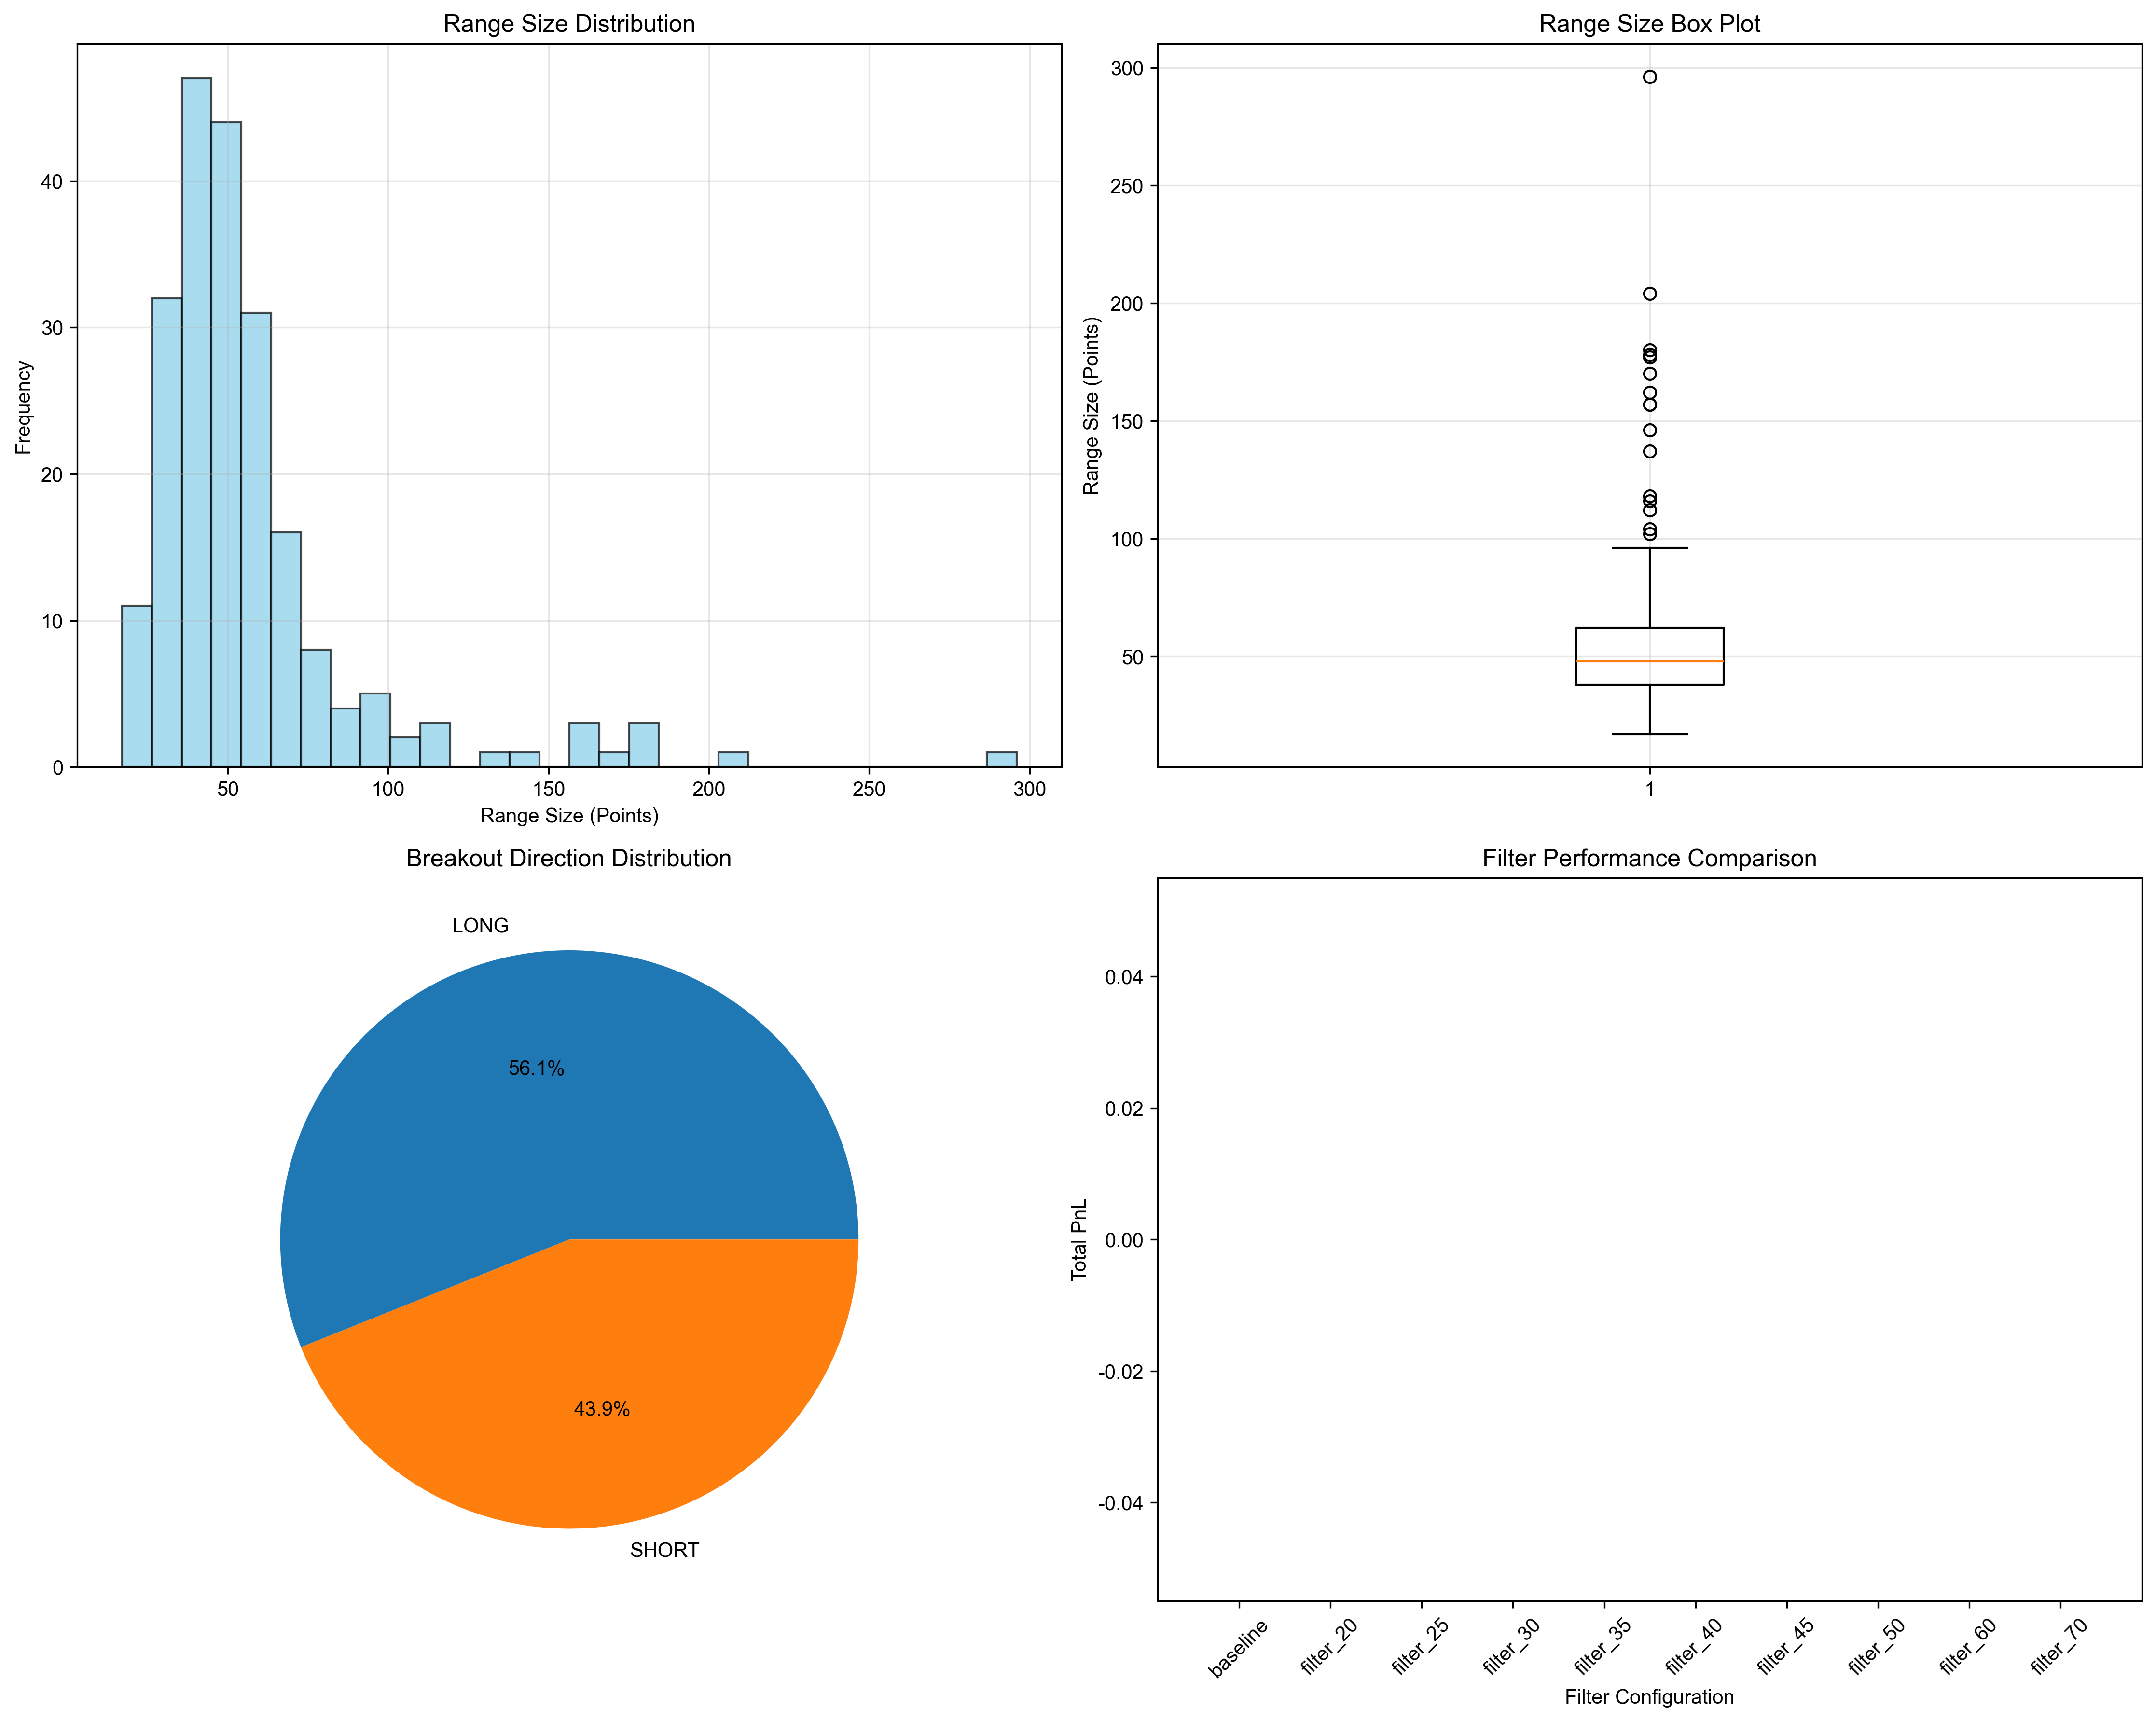 Range Size Distribution
Frequency
40
30
20
10
0
50 100 150 200 250 300
Range Size (Points)
Range Size Box Plot
Range Size (Points)
300
250
200
150
100
50
1
Breakout Direction Distribution
LONG
56.1%
43.9%
SHORT
Filter Performance Comparison
Total PnL
0.04
0.02
0.00
-0.02
-0.04
baseline filter_20 filter_25 filter_30 filter_35 filter_40 filter_45 filter_50 filter_60 filter_70
Filter Configuration